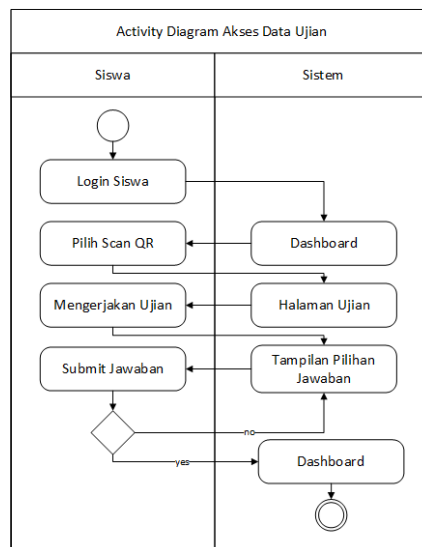 Activity Diagram Akses Data Ujian
Siswa
Sistem
Login Siswa
Pilih Scan QR
Dashboard
Mengerjakan Ujian
Halaman Ujian
Submit Jawaban
Tampilan Pilihan
Jawaban
no
yes
Dashboard